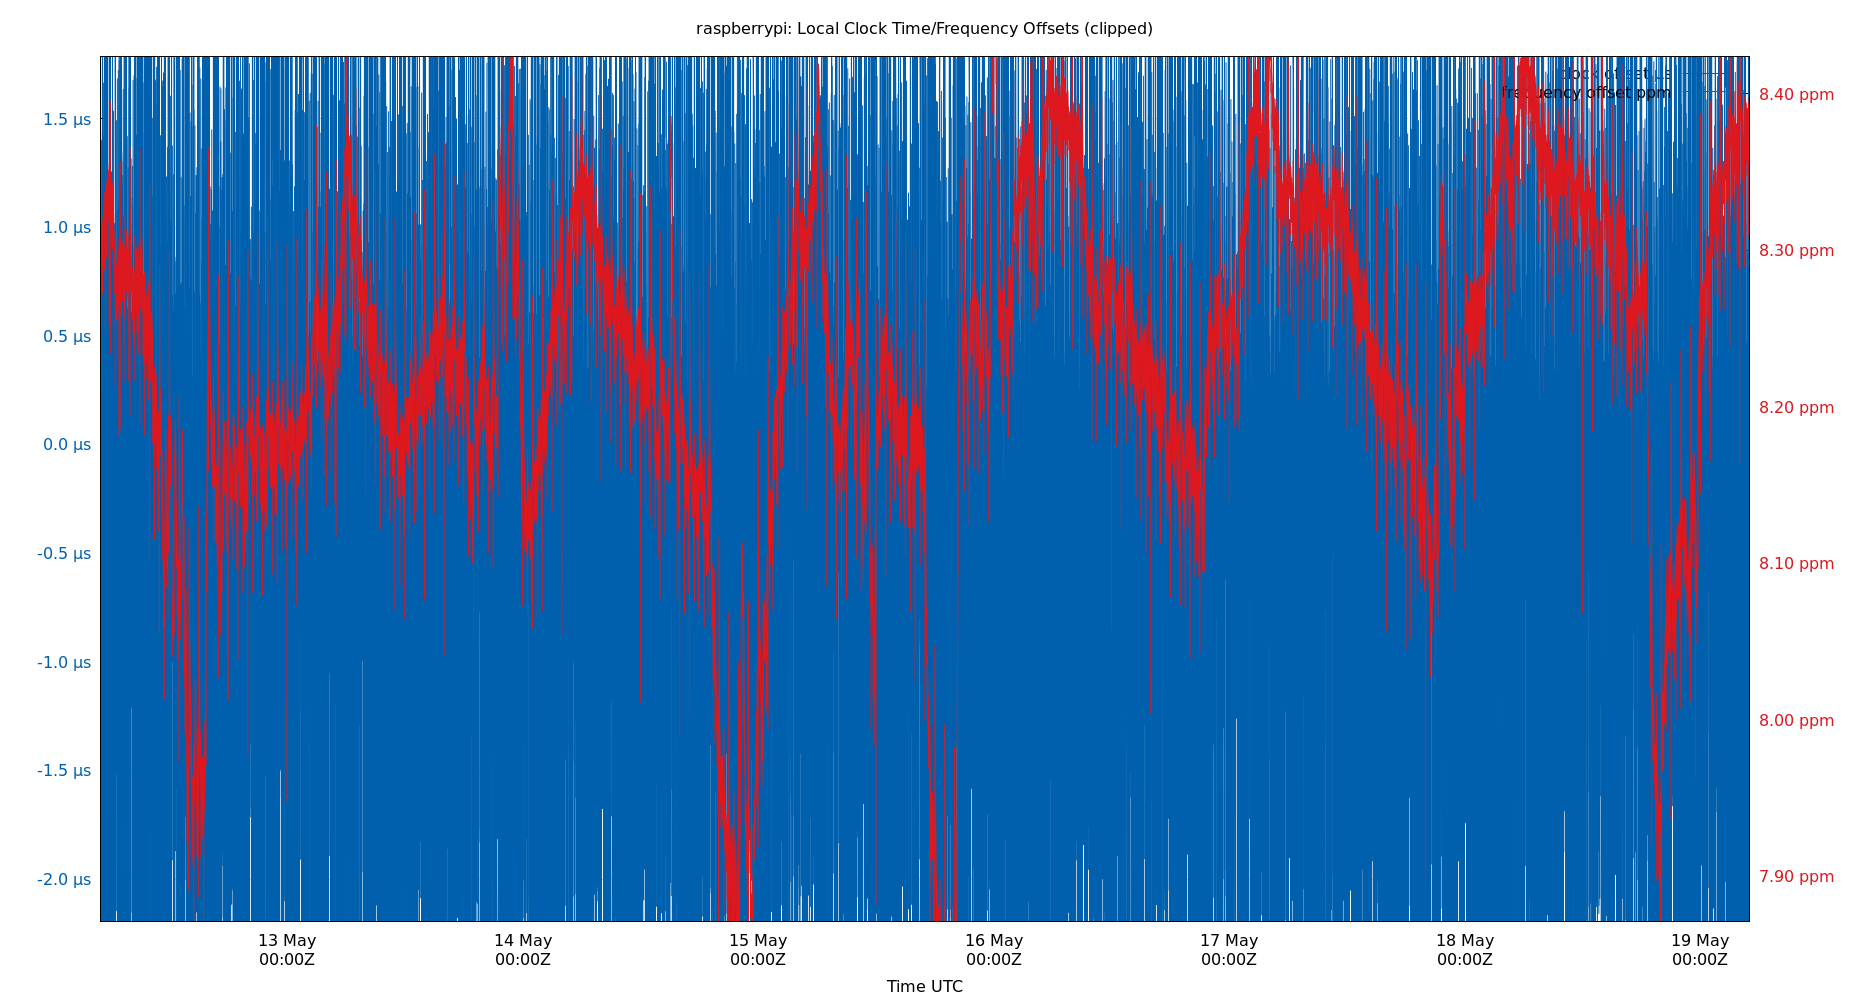 raspberrypi: Local Clock Time/Frequency Offsets (clipped)
clock offset µs
frequency offset ppm
1.5 µs
1.0 µs
0.5 µs
0.0 µs
-0.5 µs
-1.0 µs
-1.5 µs
-2.0 µs
8.40 ppm
8.30 ppm
8.20 ppm
8.10 ppm
8.00 ppm
7.90 ppm
13 May
00:00Z
14 May
00:00Z
15 May
00:00Z
16 May
00:00Z
17 May
00:00Z
18 May
00:00Z
19 May
00:00Z
Time UTC